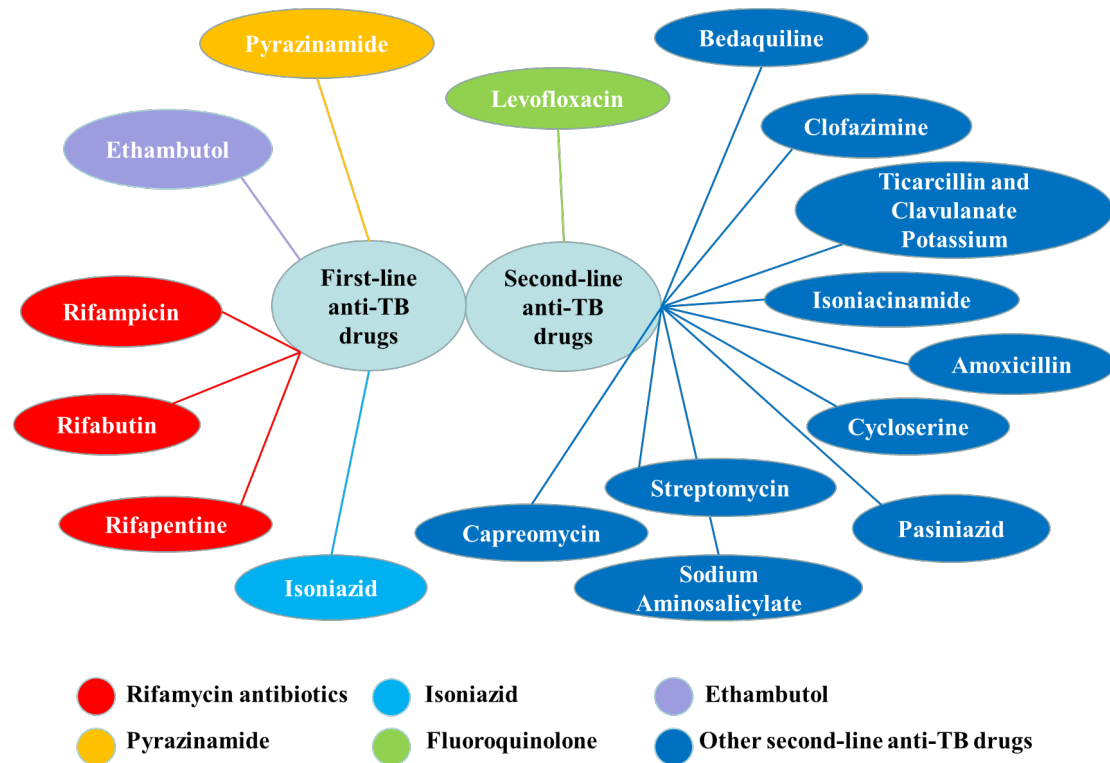 Pyrazinamide
Bedaquiline
Levofloxacin
Ethambutol
Clofazimine
Ticarcillin and
Clavulanate
Potassium
First-line
anti-TB
drugs
Second-line
anti-TB
drugs
Rifampicin
Isoniacinamide
Amoxicillin
Rifabutin
Cycloserine
Streptomycin
Rifapentine
Capreomycin
Pasiniazid
Isoniazid
Sodium
Aminosalicylate
Rifamycin antibiotics
Isoniazid
Ethambutol
Pyrazinamide
Fluoroquinolone
Other second-line anti-TB drugs